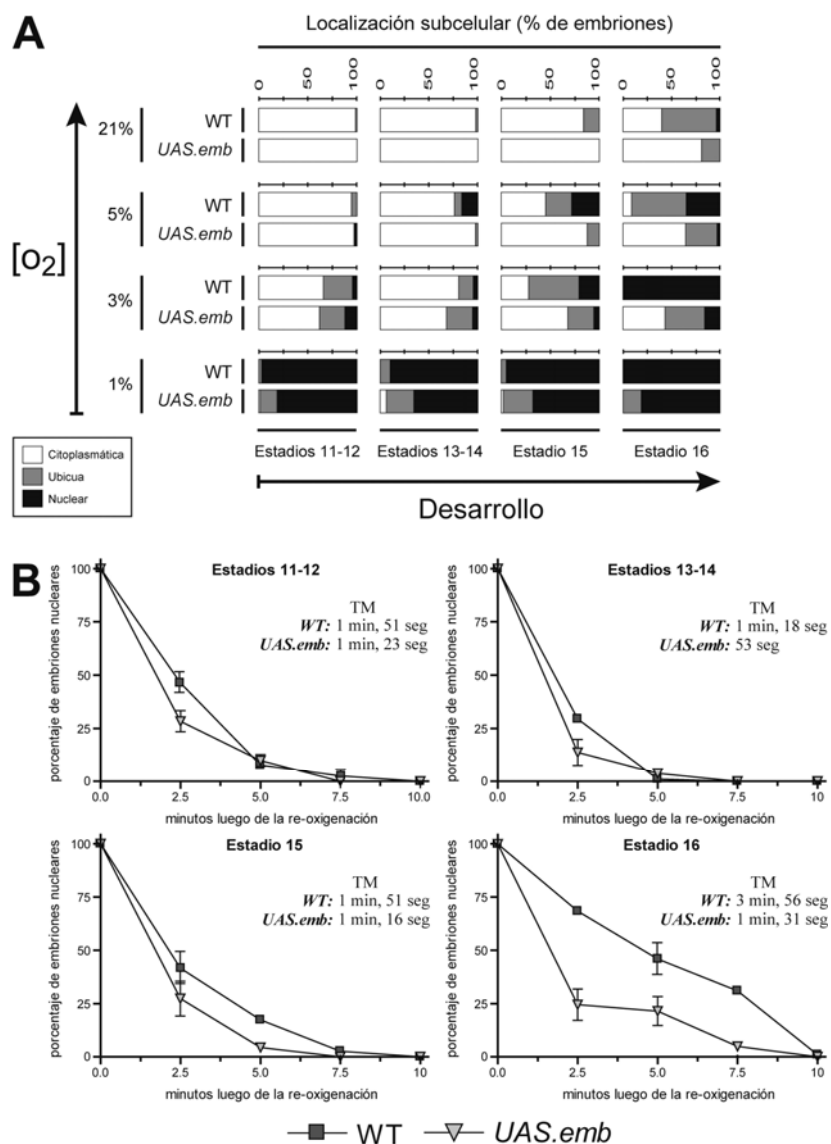 A
Localización subcelular (% de embriones)
0 50 100 0 50 100 0 50 100 0 50 100
21%
WT
UAS.emb
5%
WT
UAS.emb
[O₂]
3%
WT
UAS.emb
1%
WT
UAS.emb
Estadios 11-12 Estadios 13-14 Estadio 15 Estadio 16
Citoplasmática
Ubicua
Nuclear
Desarrollo
B
Estadios 11-12
porcentaje de embriones nucleares
100
75
50
25
0
TM
WT: 1 min, 51 seg
UAS.emb: 1 min, 23 seg
0.0 2.5 5.0 7.5 10.0
minutos luego de la re-oxigenación
Estadios 13-14
porcentaje de embriones nucleares
100
75
50
25
0
TM
WT: 1 min, 18 seg
UAS.emb: 53 seg
0.0 2.5 5.0 7.5 10
minutos luego de la re-oxigenación
Estadio 15
porcentaje de embriones nucleares
100
75
50
25
0
TM
WT: 1 min, 51 seg
UAS.emb: 1 min, 16 seg
0.0 2.5 5.0 7.5 10
minutos luego de la re-oxigenación
Estadio 16
porcentaje de embriones nucleares
100
75
50
25
0
TM
WT: 3 min, 56 seg
UAS.emb: 1 min, 31 seg
0.0 2.5 5.0 7.5 10
minutos luego de la re-oxigenación
WT UAS.emb